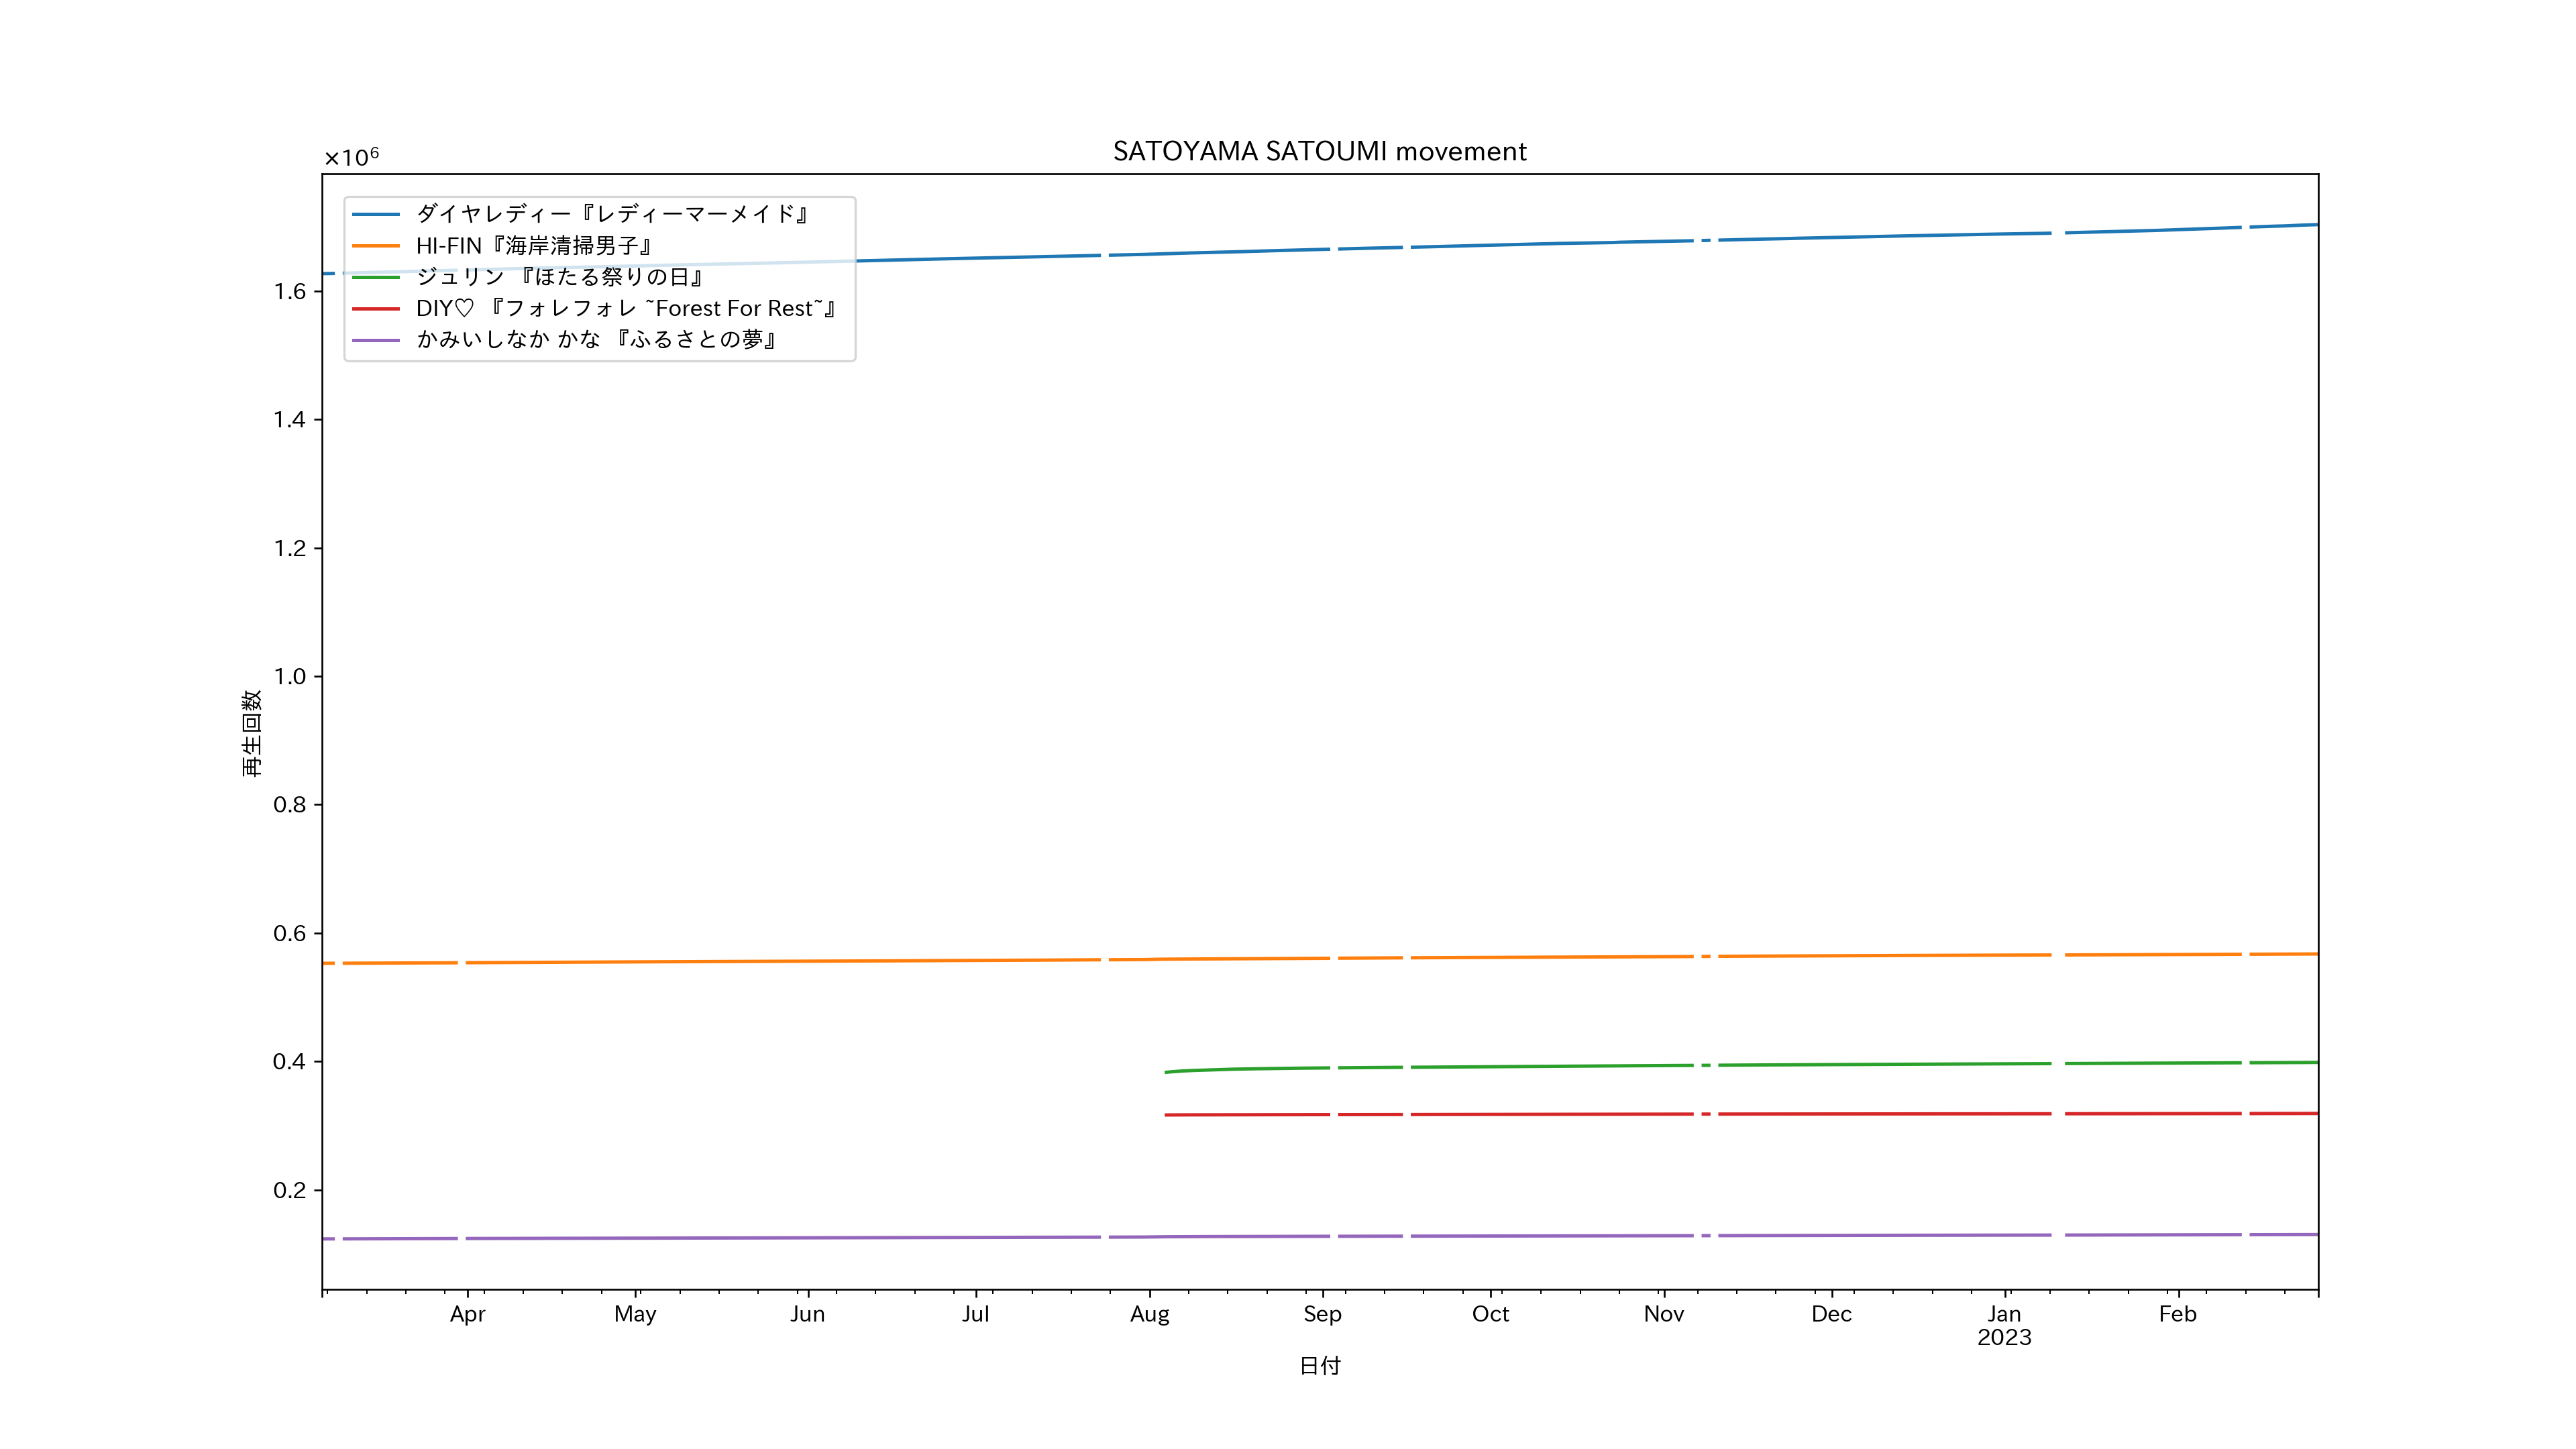 SATOYAMA SATOUMI movement
×10⁶
ダイヤレディー『レディーマーメイド』
HI-FIN『海岸清掃男子』
ジュリン 『ほたる祭りの日』
DIY♡ 『フォレフォレ ~Forest For Rest~』
かみいしなか かな 『ふるさとの夢』
1.6
1.4
1.2
1.0
0.8
0.6
0.4
0.2
再生回数
Apr May Jun Jul Aug Sep Oct Nov Dec Jan Feb
2023
日付